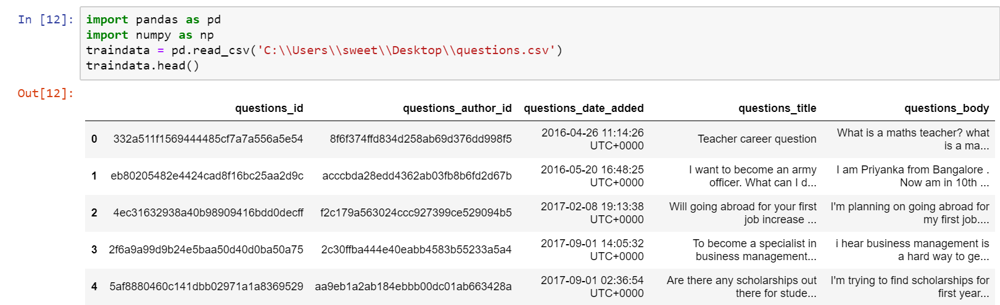 In [12]:
import pandas as pd
import numpy as np
traindata = pd.read_csv('C:\\Users\\sweet\\Desktop\\questions.csv')
traindata.head()
Out[12]:
questions_id questions_author_id questions_date_added questions_title questions_body
0 332a511f1569444485cf7a7a556a5e54 8f6f374ffd834d258ab69d376dd998f5 2016-04-26 11:14:26 Teacher career question What is a maths teacher? what
UTC+0000 is a ma...
1 eb80205482e4424cad8f16bc25aa2d9c acccbda28edd4362ab03fb8b6fd2d67b 2016-05-20 16:48:25 I want to become an army I am Priyanka from Bangalore .
UTC+0000 officer. What can I d... Now am in 10th ...
2 4ec31632938a40b98909416bdd0decff f2c179a563024ccc927399ce529094b5 2017-02-08 19:13:38 Will going abroad for your first I'm planning on going abroad for
UTC+0000 job increase ... my first job....
3 2f6a9a99d9b24e5baa50d40d0ba50a75 2c30ffba444e40eabb4583b55233a5a4 2017-09-01 14:05:32 To become a specialist in i hear business management is
UTC+0000 business management... a hard way to ge...
4 5af8880460c141dbb02971a1a8369529 aa9eb1a2ab184ebbb00dc01ab663428a 2017-09-01 02:36:54 Are there any scholarships out I'm trying to find scholarships for
UTC+0000 there for stude... first year...